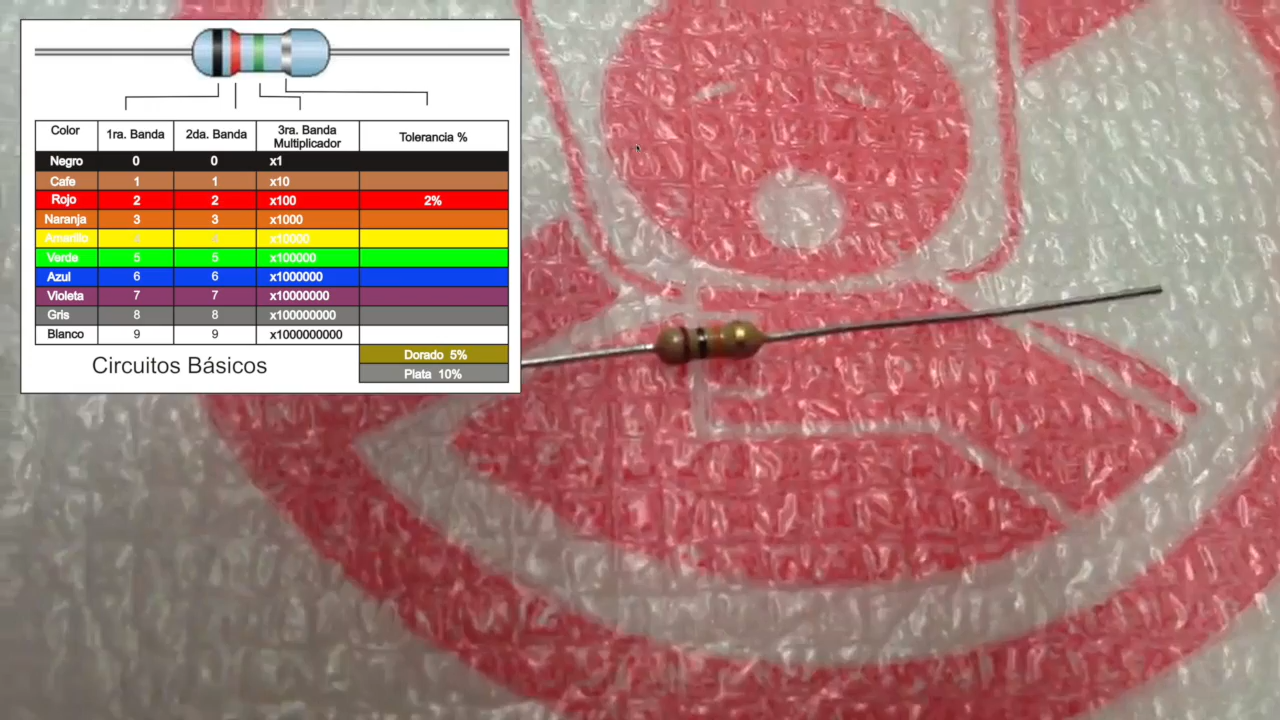 Color 1ra. Banda 2da. Banda 3ra. Banda Multiplicador Tolerancia %
Negro 0 0 x1
Cafe 1 1 x10
Rojo 2 2 x100 2%
Naranja 3 3 x1000
Amarillo 4 4 x10000
Verde 5 5 x100000
Azul 6 6 x1000000
Violeta 7 7 x10000000
Gris 8 8 x100000000
Blanco 9 9 x1000000000
Dorado 5%
Plata 10%
Circuitos Básicos